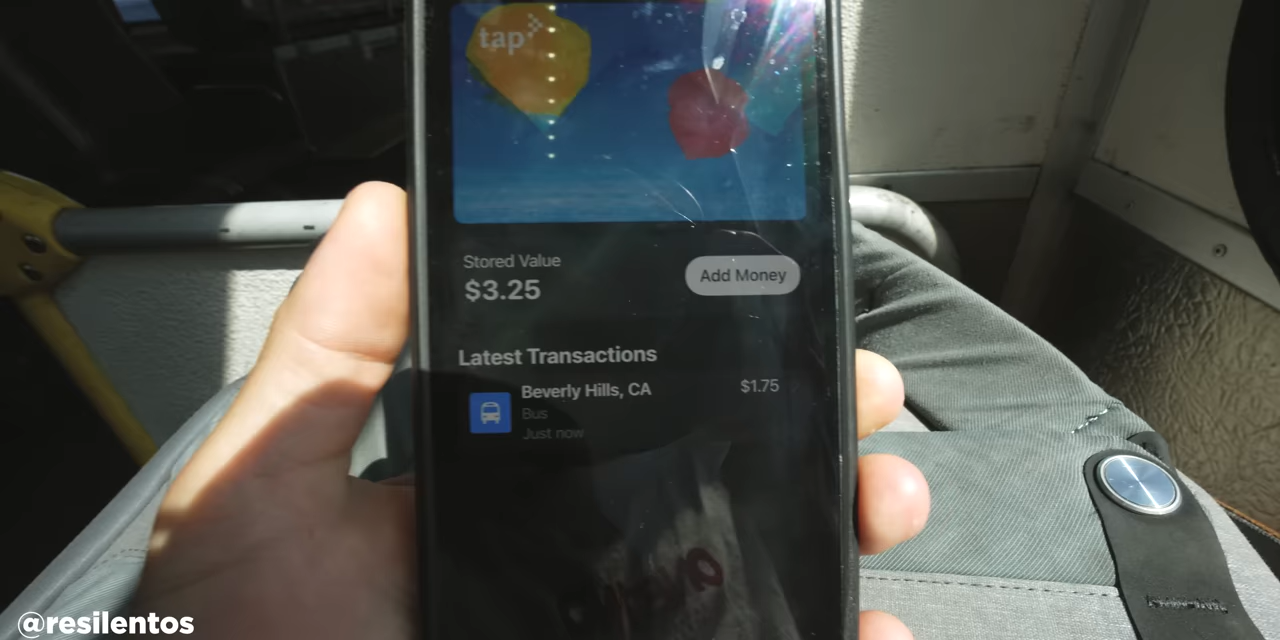 tap
Stored Value
$3.25
Add Money
Latest Transactions
Beverly Hills, CA
$1.75
Bus
Just now
@resilentos